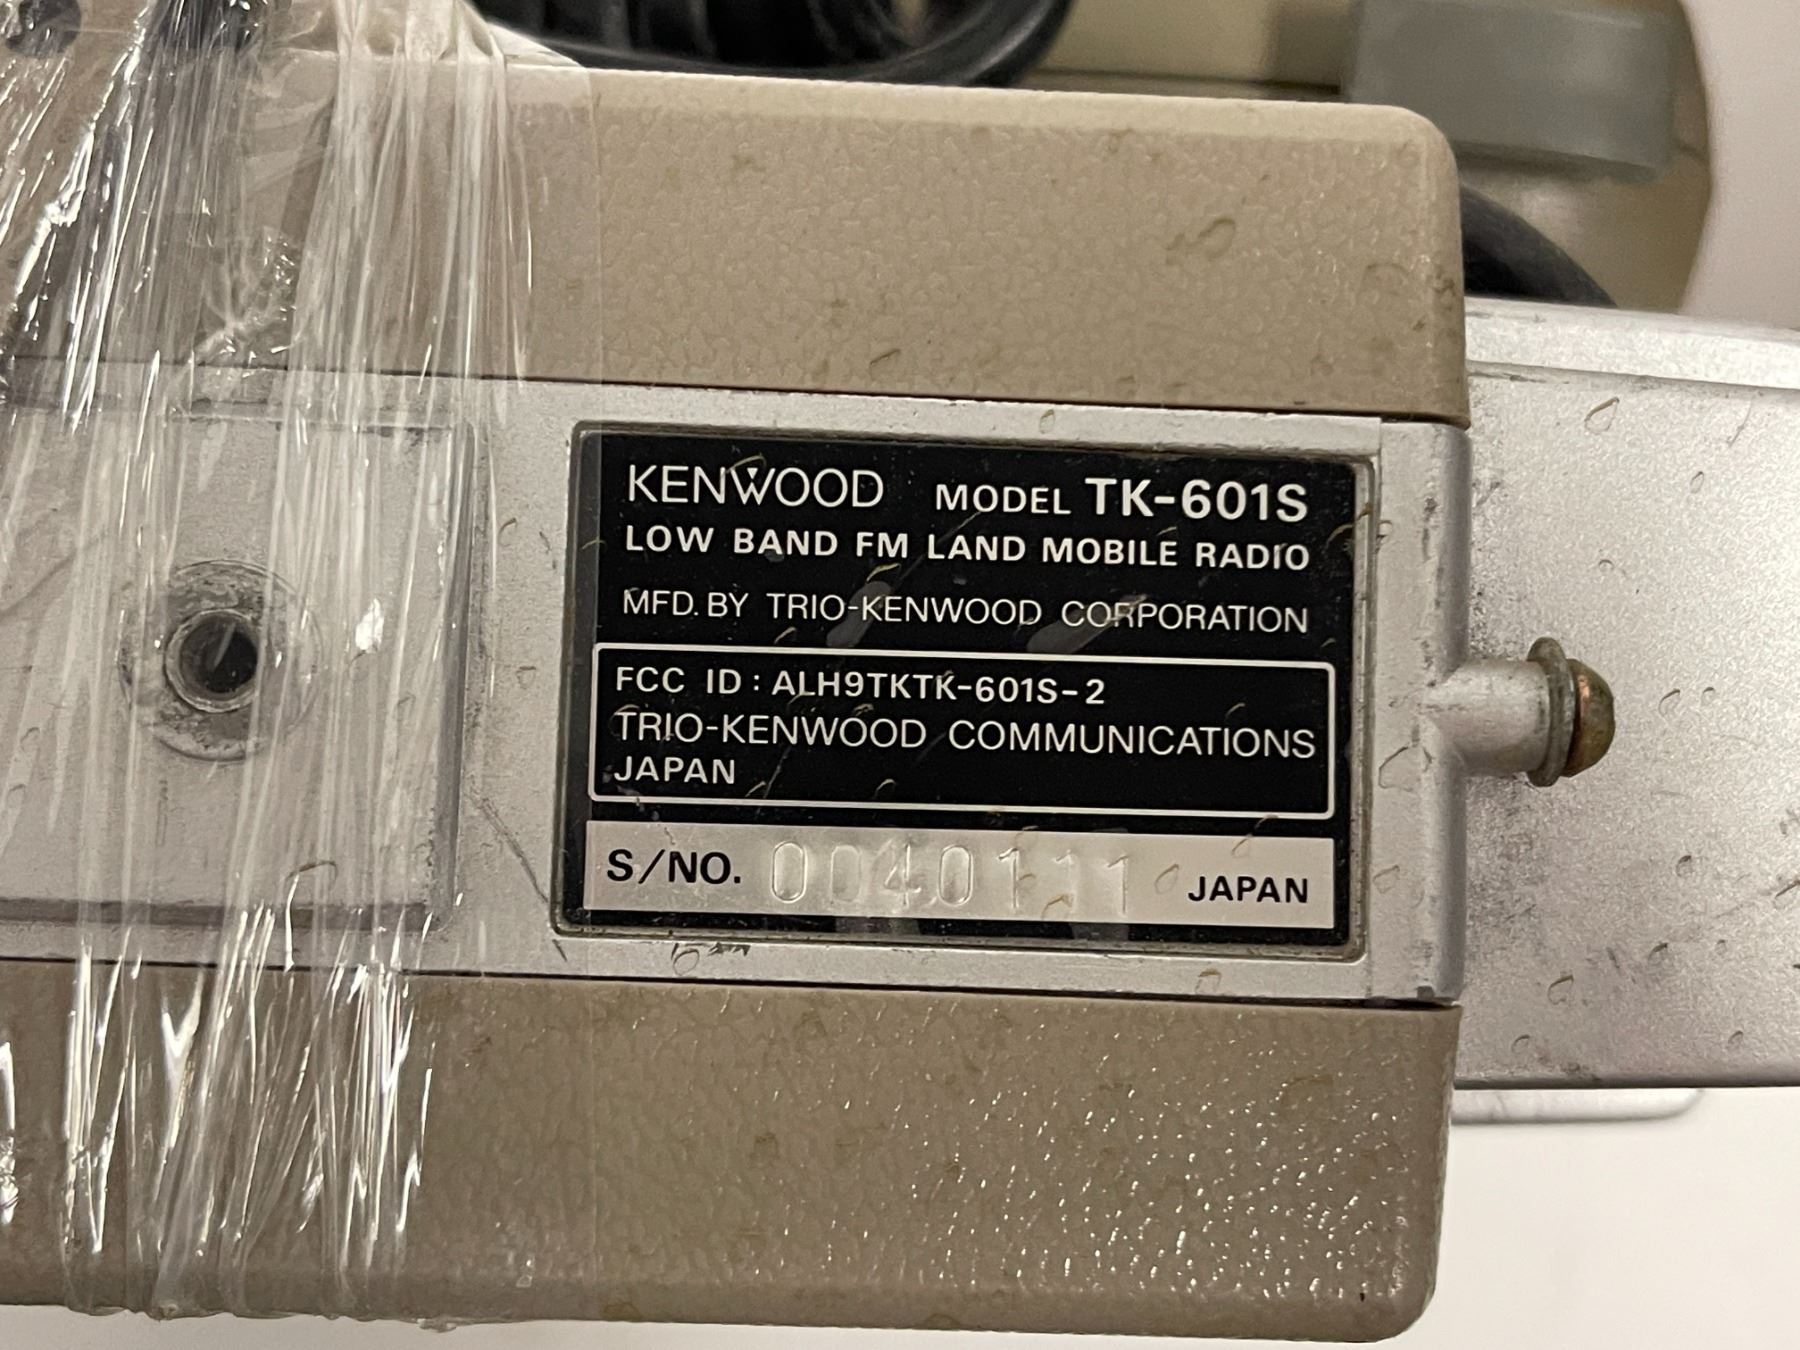 KENWOOD MODEL TK-601S
LOW BAND FM LAND MOBILE RADIO
MFD. BY TRIO-KENWOOD CORPORATION
FCC ID : ALH9TKTK-601S-2
TRIO-KENWOOD COMMUNICATIONS
JAPAN
S/NO. 0040111 JAPAN